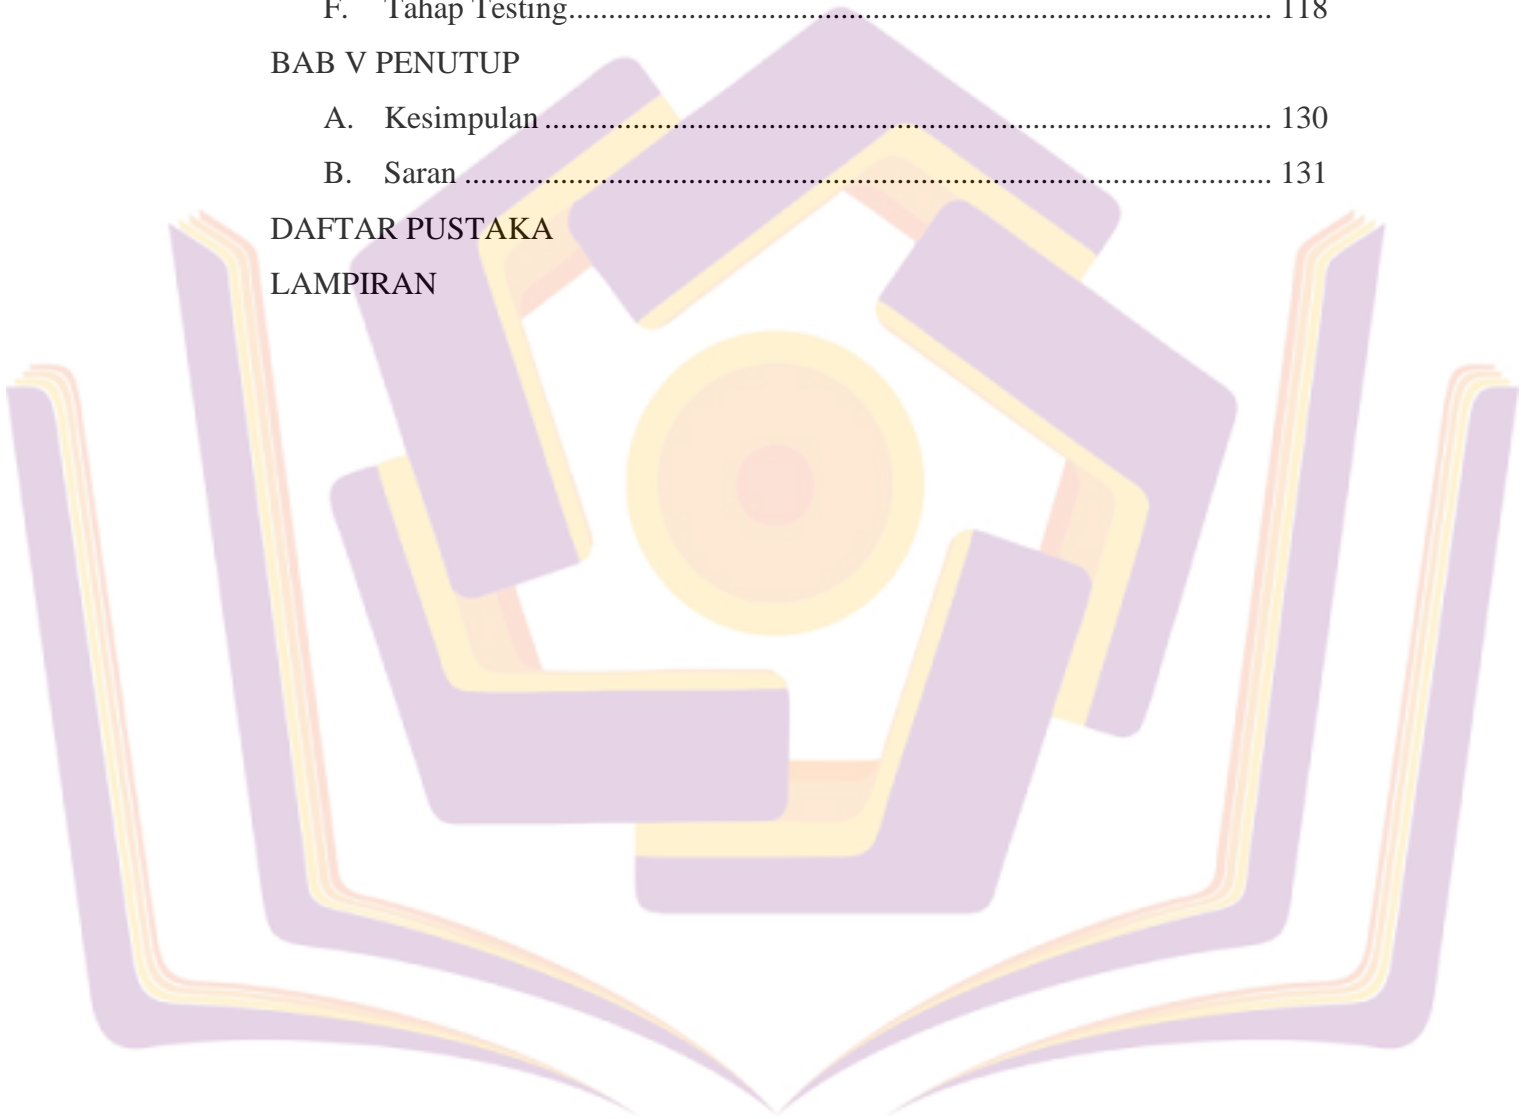 F. Tahap Testing........................................................................................ 118
BAB V PENUTUP
A. Kesimpulan ........................................................................................... 130
B. Saran ..................................................................................................... 131
DAFTAR PUSTAKA
LAMPIRAN